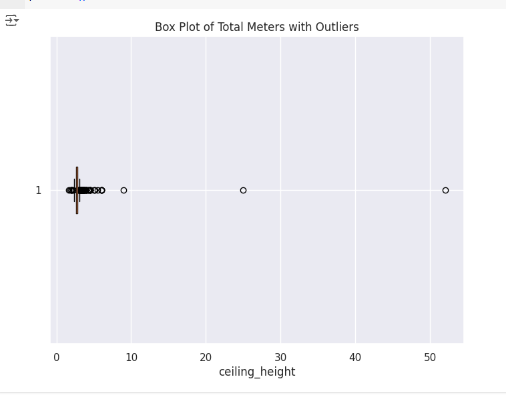 Box Plot of Total Meters with Outliers
1
0 10 20 30 40 50
ceiling_height